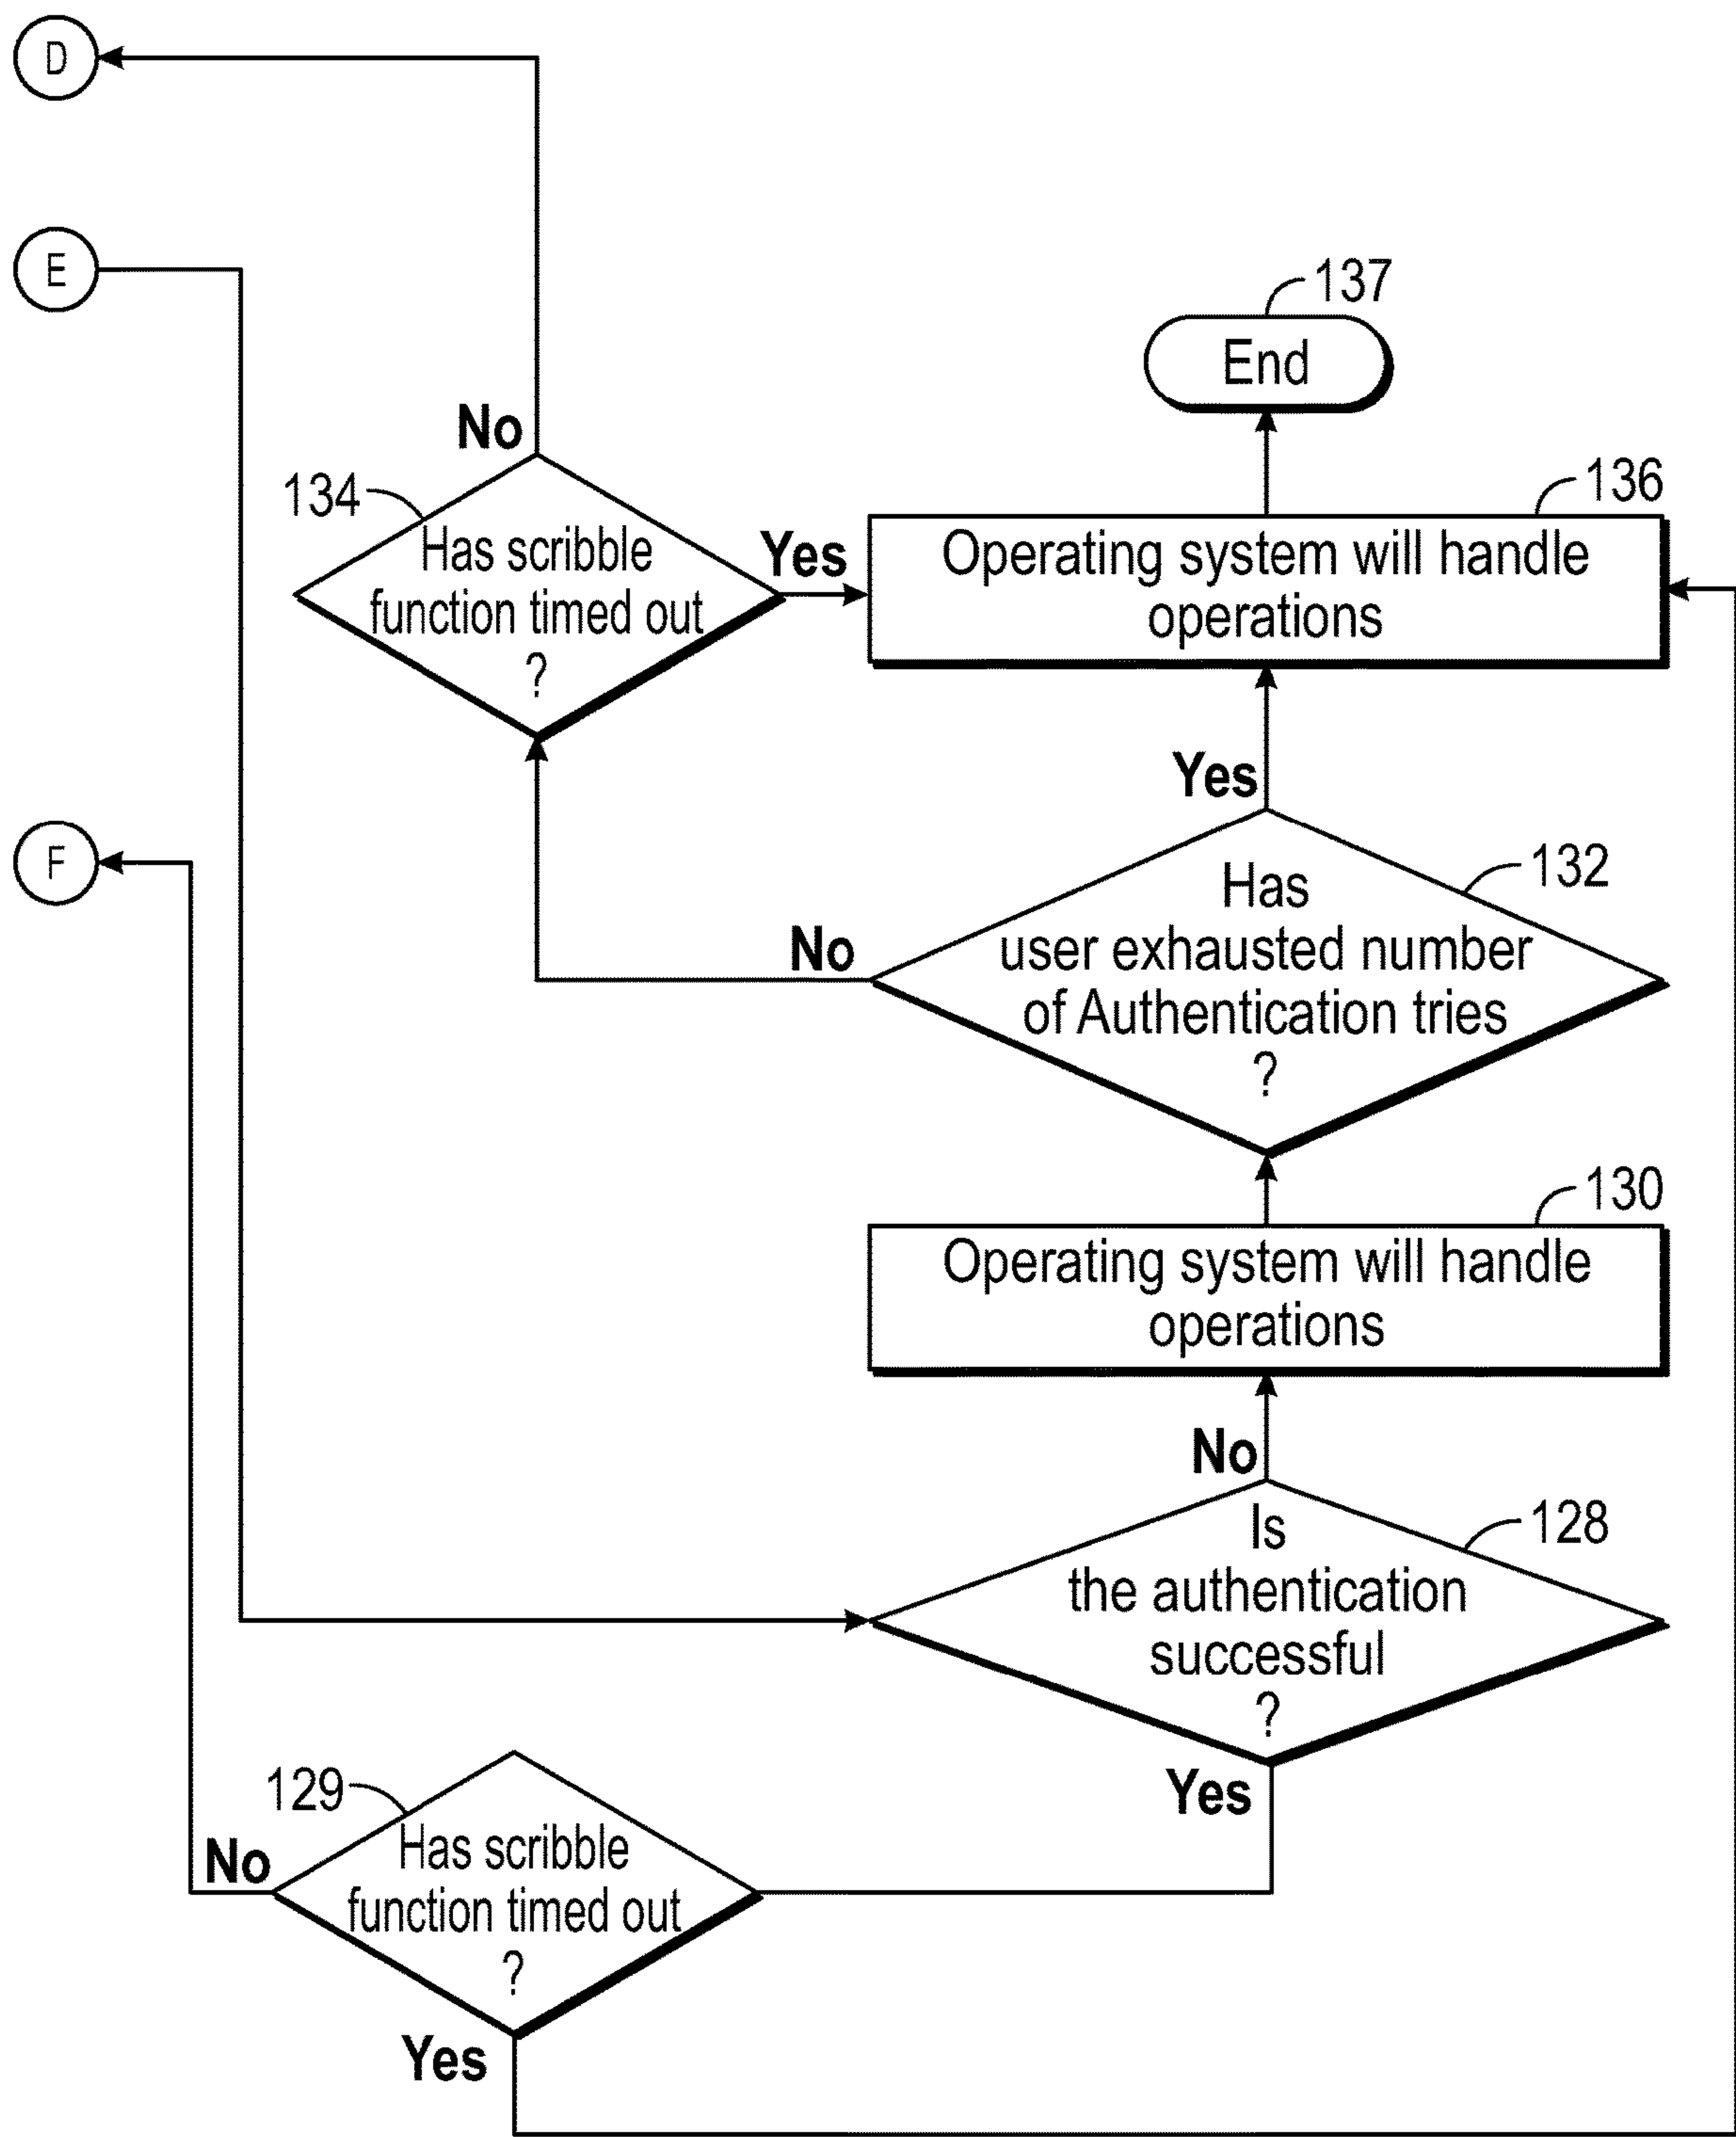 D
E
137
End
No
134
136
Has scribble
function timed out
?
Yes
Operating system will handle
operations
Yes
F
132
Has
user exhausted number
of Authentication tries
?
No
130
Operating system will handle
operations
No
128
Is
the authentication
successful
?
Yes
129
No
Has scribble
function timed out
?
Yes